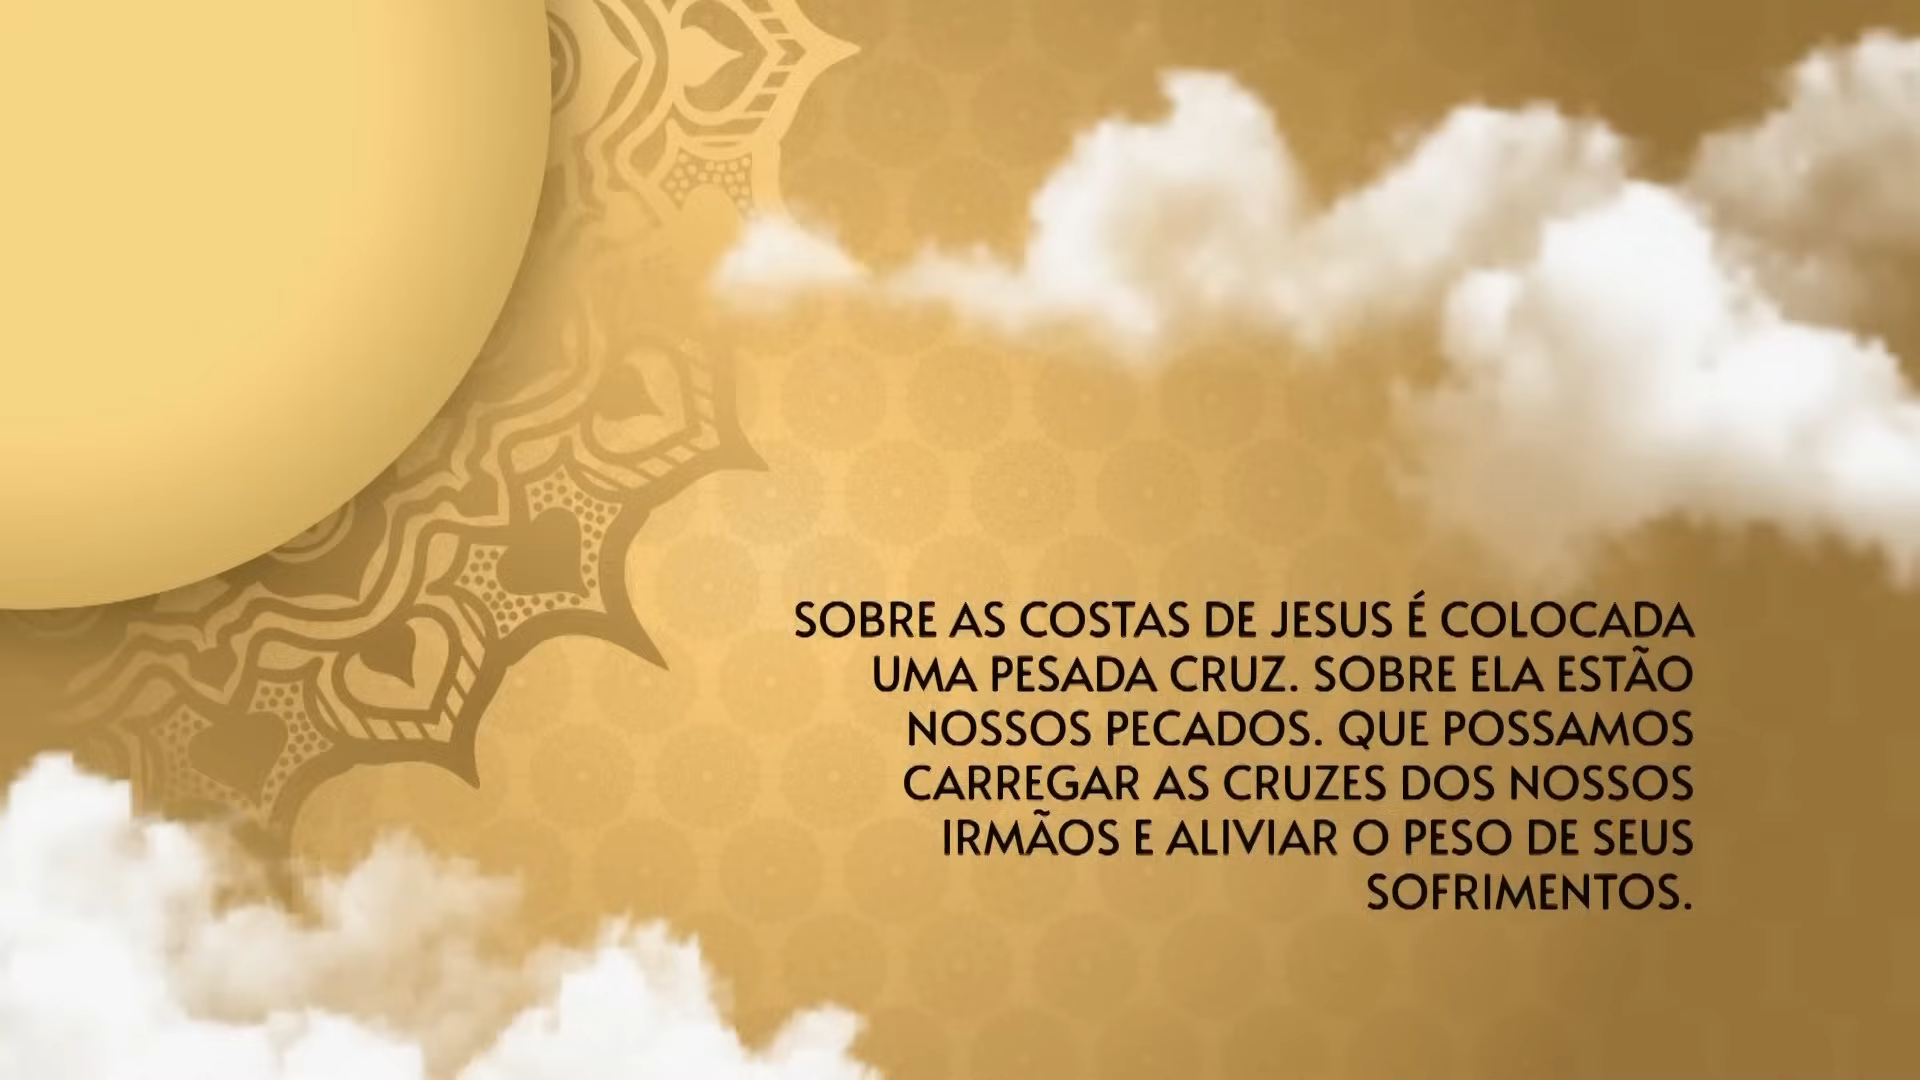 SOBRE AS COSTAS DE JESUS É COLOCADA
UMA PESADA CRUZ. SOBRE ELA ESTÃO
NOSSOS PECADOS. QUE POSSAMOS
CARREGAR AS CRUZES DOS NOSSOS
IRMÃOS E ALIVIAR O PESO DE SEUS
SOFRIMENTOS.